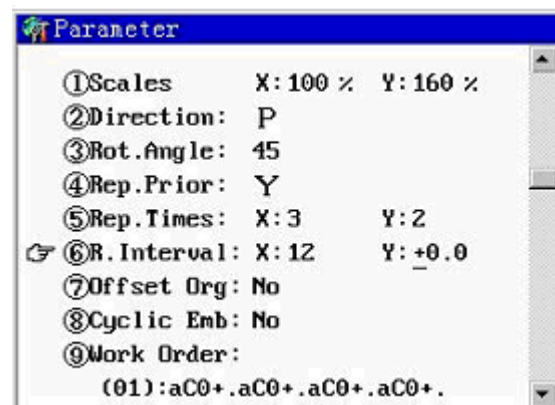 Parameter
①Scales X:100 % Y:160 %
②Direction: P
③Rot.Angle: 45
④Rep.Prior: Y
⑤Rep.Times: X:3 Y:2
⑥R.Interval: X:12 Y:+0.0
⑦Offset Org: No
⑧Cyclic Emb: No
⑨Work Order:
(01):aC0+.aC0+.aC0+.aC0+.